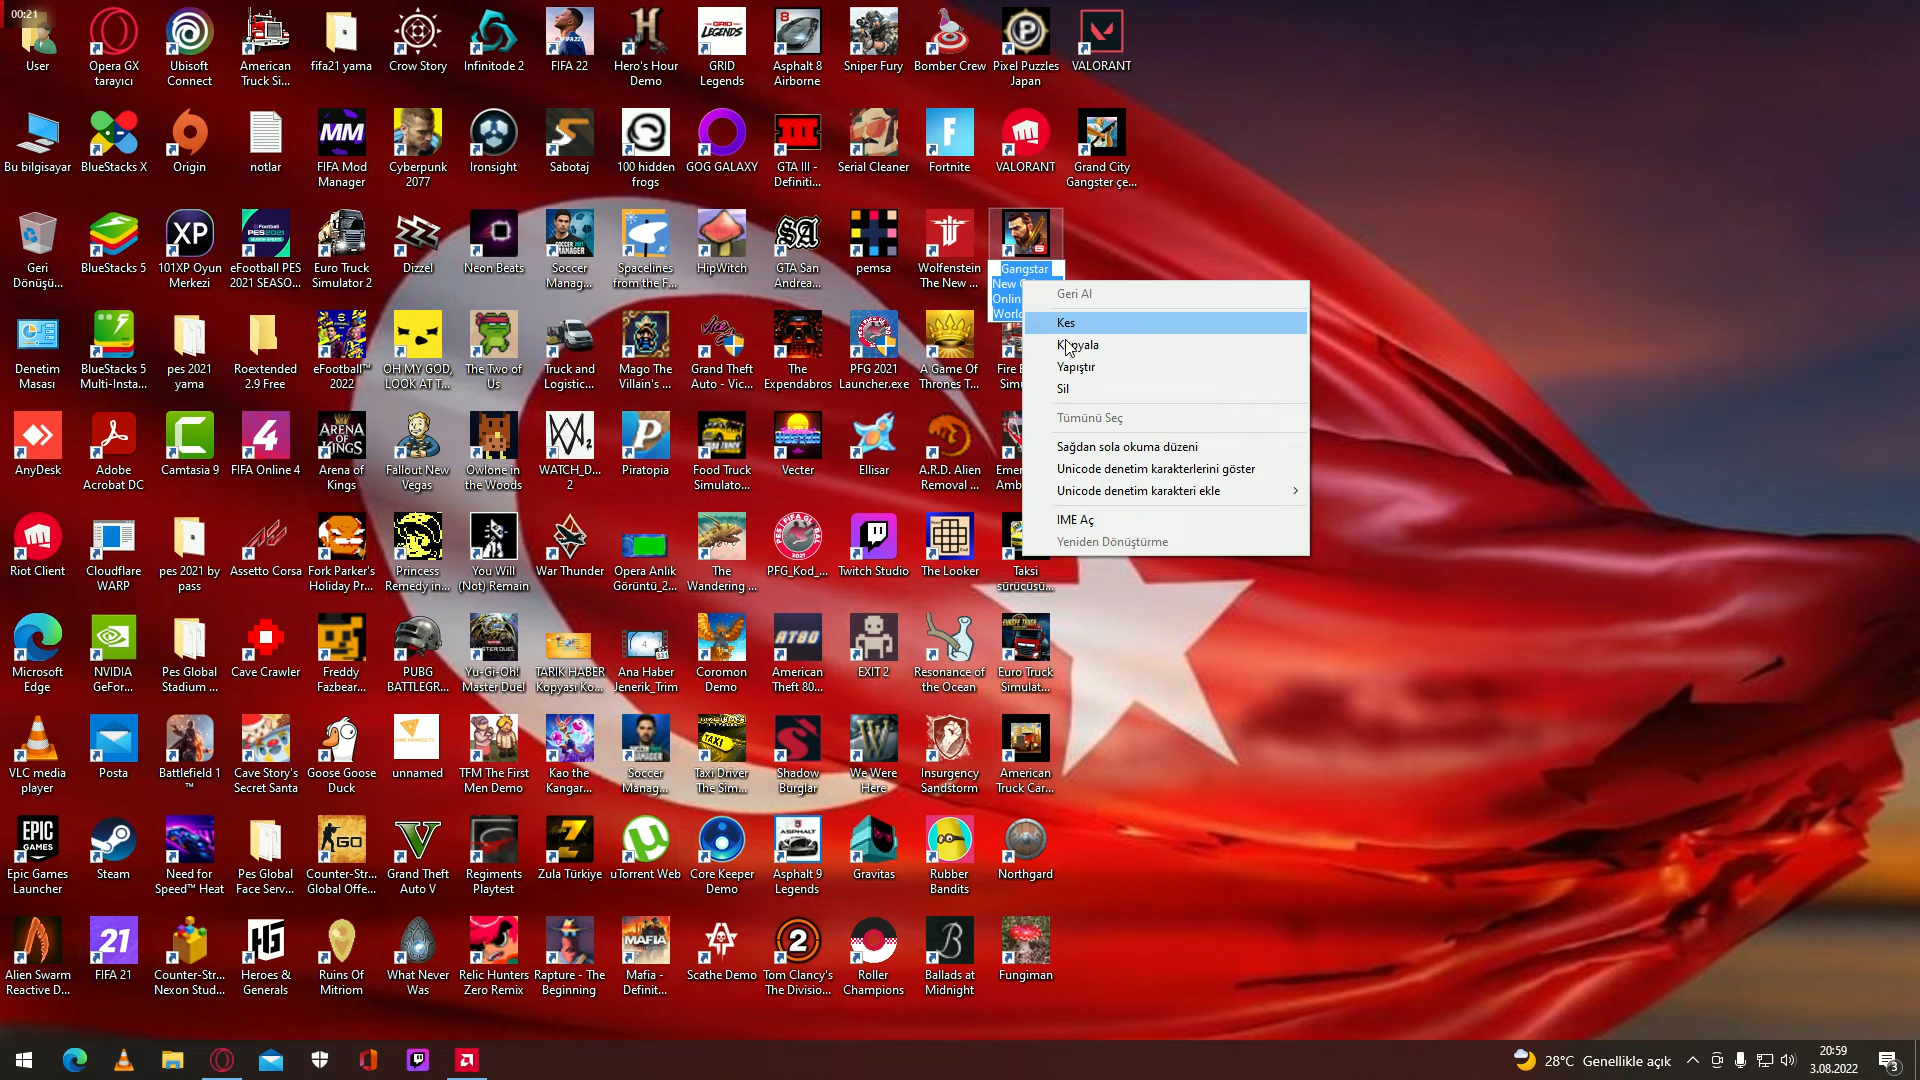 00:21
User
Opera GX
tarayıcı
Ubisoft
Connect
American
Truck Si...
fifa21 yama
Crow Story
Infinitode 2
FIFA 22
Hero's Hour
Demo
GRID
Legends
Asphalt 8
Airborne
Sniper Fury
Bomber Crew
Pixel Puzzles
Japan
VALORANT
Bu bilgisayar
BlueStacks X
Origin
notlar
FIFA Mod
Manager
Cyberpunk
2077
Ironsight
Sabotaj
100 hidden
frogs
GOG GALAXY
GTA III -
Definiti...
Serial Cleaner
Fortnite
VALORANT
Grand City
Gangster çe...
Geri
Dönüşü...
BlueStacks 5
101XP Oyun
Merkezi
eFootball PES
2021 SEASO...
Euro Truck
Simulator 2
Dizzel
Neon Beats
Soccer
Manag...
Spacelines
from the F...
HipWitch
GTA San
Andrea...
pemsa
Wolfenstein
The New ...
Gangstar
New
Onlin
World
Geri Al
Kes
Kopyala
Yapıştır
Sil
Tümünü Seç
Sağdan sola okuma düzeni
Unicode denetim karakterlerini göster
Unicode denetim karakteri ekle
IME Aç
Yeniden Dönüştürme
Denetim
Masası
BlueStacks 5
Multi-Insta...
pes 2021
yama
Roextended
2.9 Free
eFootball™
2022
OH MY GOD,
LOOK AT T...
The Two of
Us
Truck and
Logistic...
Mago The
Villain's ...
Grand Theft
Auto - Vic...
The
Expendabros
PFG 2021
Launcher.exe
A Game Of
Thrones T...
Fire E
Simu
AnyDesk
Adobe
Acrobat DC
Camtasia 9
FIFA Online 4
Arena of
Kings
Fallout New
Vegas
Owlone in
the Woods
WATCH_D...
2
Piratopia
Food Truck
Simulato...
Vecter
Ellisar
A.R.D. Alien
Removal ...
Emer
Amb
Riot Client
Cloudflare
WARP
pes 2021 by
pass
Assetto Corsa
Fork Parker's
Holiday Pr...
Princess
Remedy in...
You Will
(Not) Remain
War Thunder
Opera Anlık
Görüntü_2...
The
Wandering ...
PFG_Kod_...
Twitch Studio
The Looker
Taksi
sürücüsü...
Microsoft
Edge
NVIDIA
GeFor...
Pes Global
Stadium ...
Cave Crawler
Freddy
Fazbear...
PUBG
BATTLEGR...
Yu-Gi-Oh!
Master Duel
TARIK HABER
Kopyası Ko...
Ana Haber
Jenerik_Trim
Coromon
Demo
American
Theft 80...
EXIT 2
Resonance of
the Ocean
Euro Truck
Simulat...
VLC media
player
Posta
Battlefield 1
™
Cave Story's
Secret Santa
Goose Goose
Duck
unnamed
TFM The First
Men Demo
Kao the
Kangar...
Soccer
Manag...
Taxi Driver
The Sim...
Shadow
Burglar
We Were
Here
Insurgency
Sandstorm
American
Truck Car...
Epic Games
Launcher
Steam
Need for
Speed™ Heat
Pes Global
Face Serv...
Counter-Str...
Global Offe...
Grand Theft
Auto V
Regiments
Playtest
Zula Türkiye
uTorrent Web
Core Keeper
Demo
Asphalt 9
Legends
Gravitas
Rubber
Bandits
Northgard
Alien Swarm
Reactive D...
FIFA 21
Counter-Str...
Nexon Stud...
Heroes &
Generals
Ruins Of
Mitriom
What Never
Was
Relic Hunters
Zero Remix
Rapture - The
Beginning
Mafia -
Definit...
Scathe Demo
Tom Clancy's
The Divisio...
Roller
Champions
Ballads at
Midnight
Fungiman
28°C Genellikle açık
20:59
3.08.2022
3